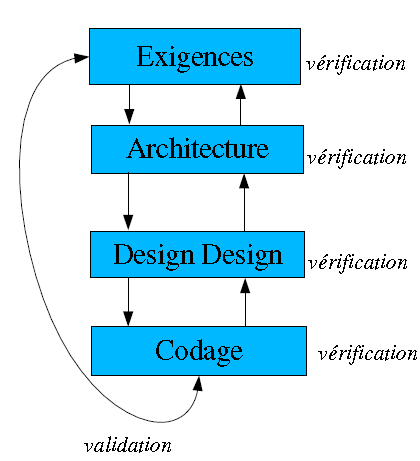 Exigences
vérification
Architecture
vérification
Design Design
vérification
Codage
vérification
validation